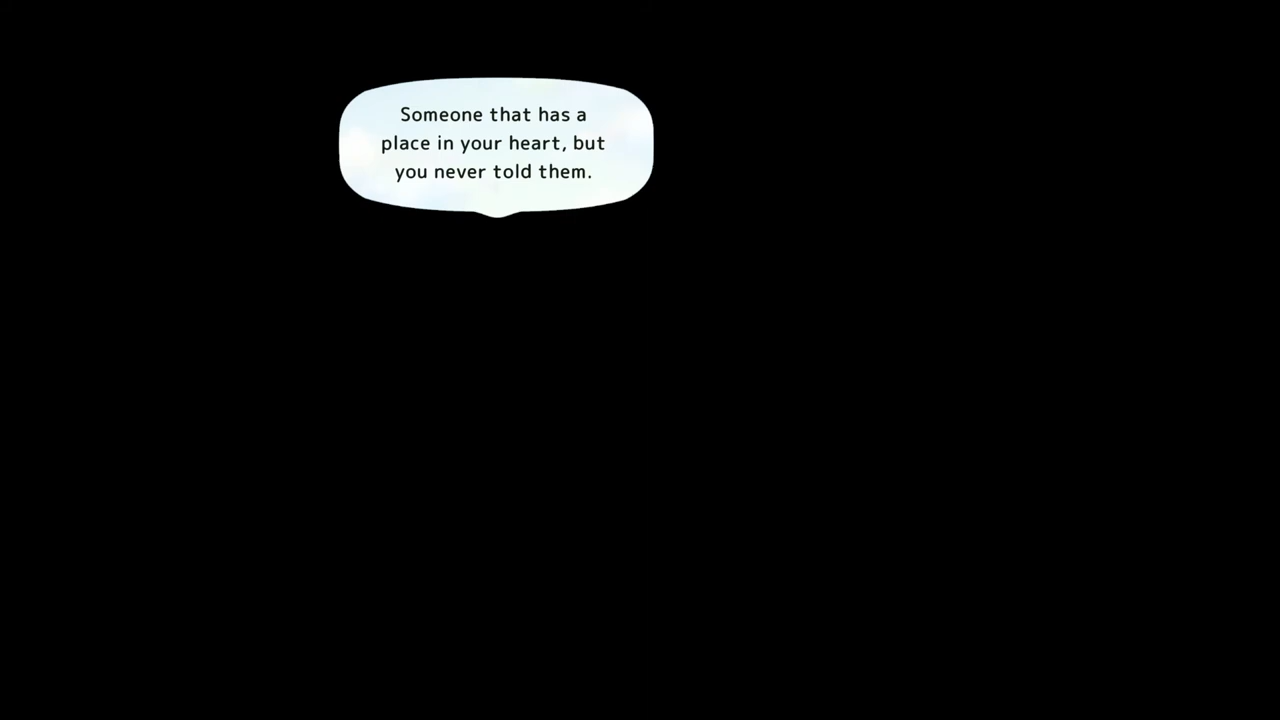 Someone that has a
place in your heart, but
you never told them.